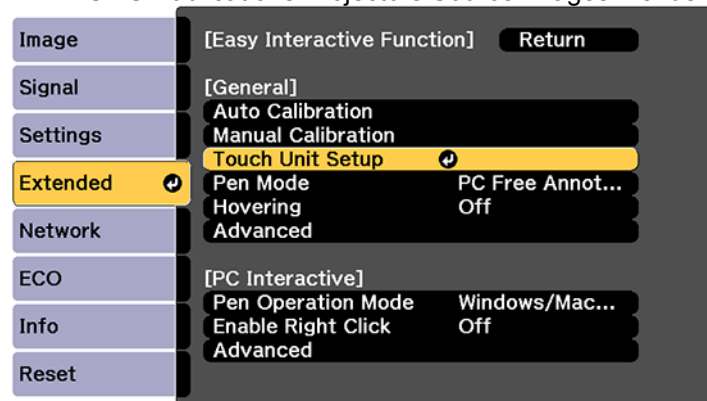 Image
Signal
Settings
Extended
Network
ECO
Info
Reset
[Easy Interactive Function] Return
[General]
Auto Calibration
Manual Calibration
Touch Unit Setup
Pen Mode PC Free Annot...
Hovering Off
Advanced
[PC Interactive]
Pen Operation Mode Windows/Mac...
Enable Right Click Off
Advanced